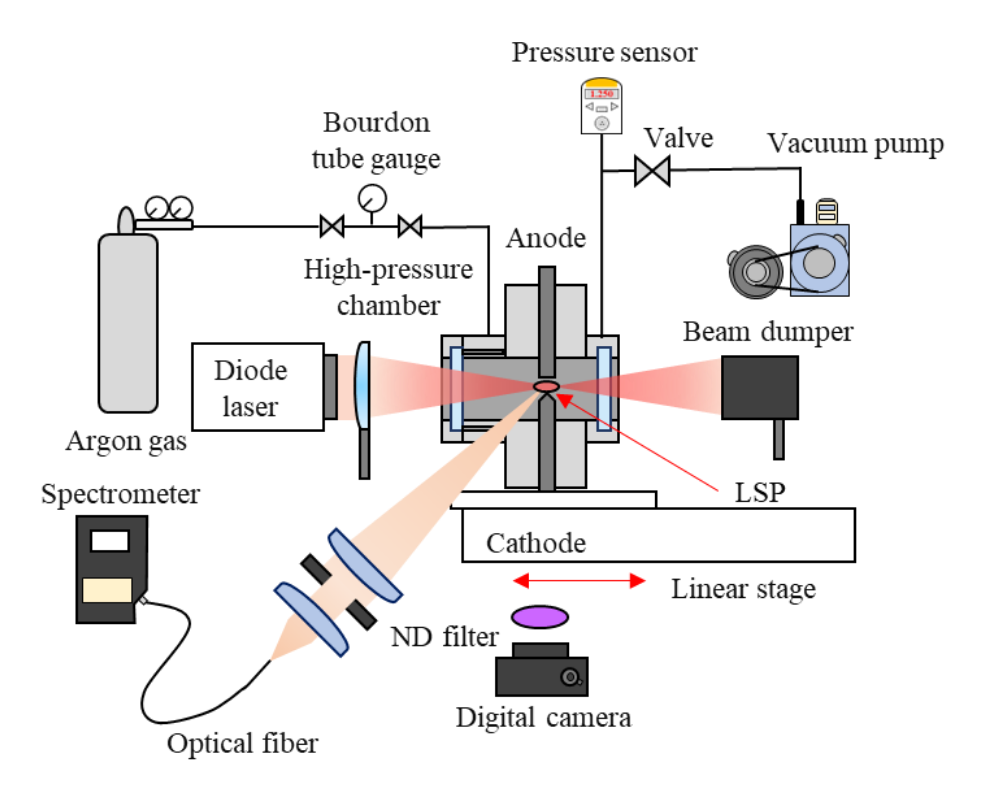 Pressure sensor
1.250
Bourdon
tube gauge
Valve
Vacuum pump
Anode
High-pressure
chamber
Beam dumper
Diode
laser
Argon gas
Spectrometer
LSP
Cathode
Linear stage
ND filter
Digital camera
Optical fiber